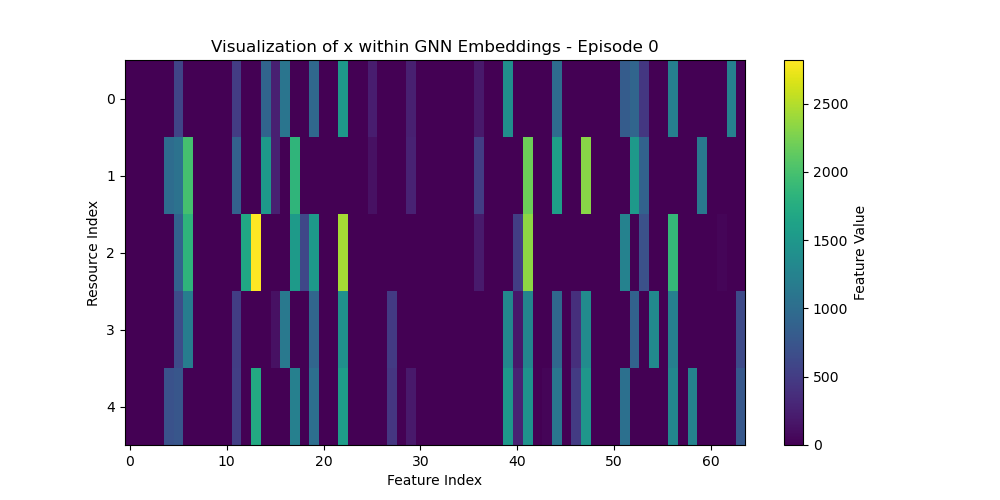 Visualization of x within GNN Embeddings - Episode 0
Resource Index
0
1
2
3
4
0 10 20 30 40 50 60
Feature Index
2500
2000
1500
1000
500
0
Feature Value